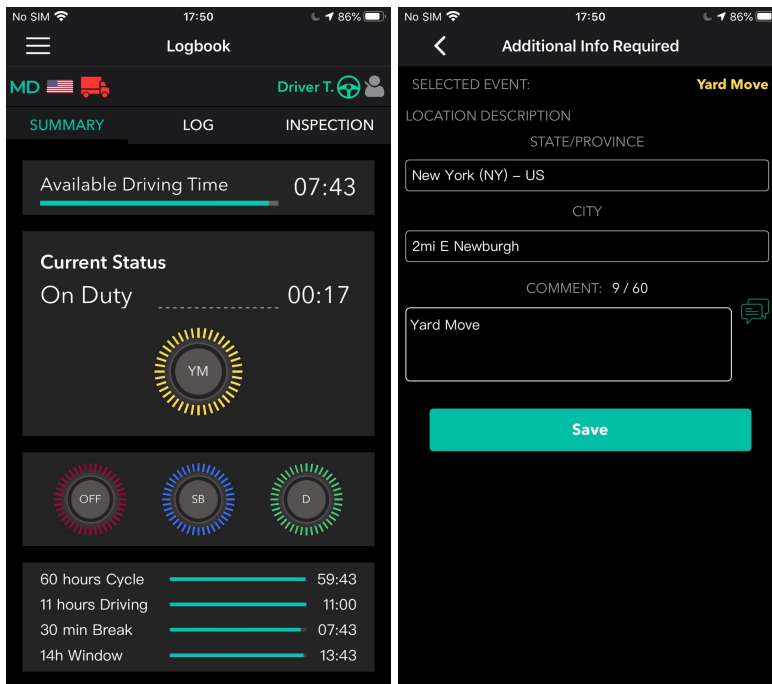 No SIM 17:50 86%
Logbook
MD Driver T.
SUMMARY LOG INSPECTION
Available Driving Time 07:43
Current Status
On Duty 00:17
YM
OFF SB D
60 hours Cycle 59:43
11 hours Driving 11:00
30 min Break 07:43
14h Window 13:43
No SIM 17:50 86%
Additional Info Required
SELECTED EVENT: Yard Move
LOCATION DESCRIPTION
STATE/PROVINCE
New York (NY) – US
CITY
2mi E Newburgh
COMMENT: 9 / 60
Yard Move
Save